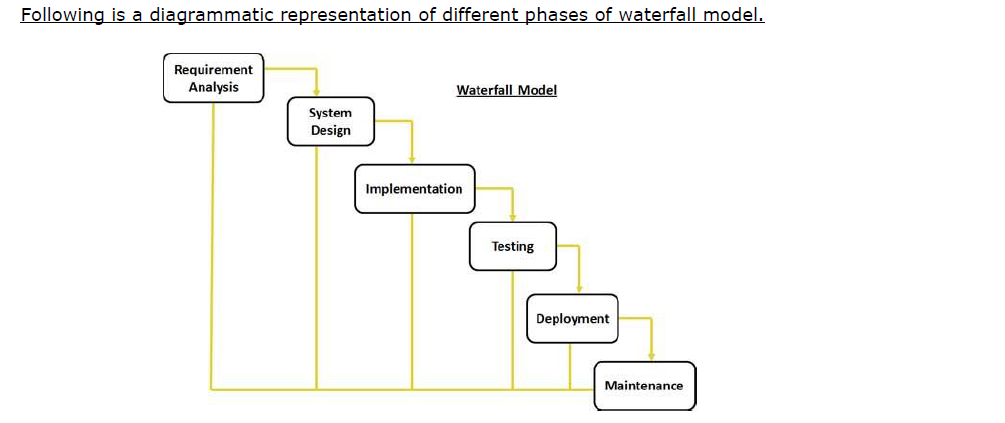 Following is a diagrammatic representation of different phases of waterfall model.
Requirement
Analysis
Waterfall Model
System
Design
Implementation
Testing
Deployment
Maintenance